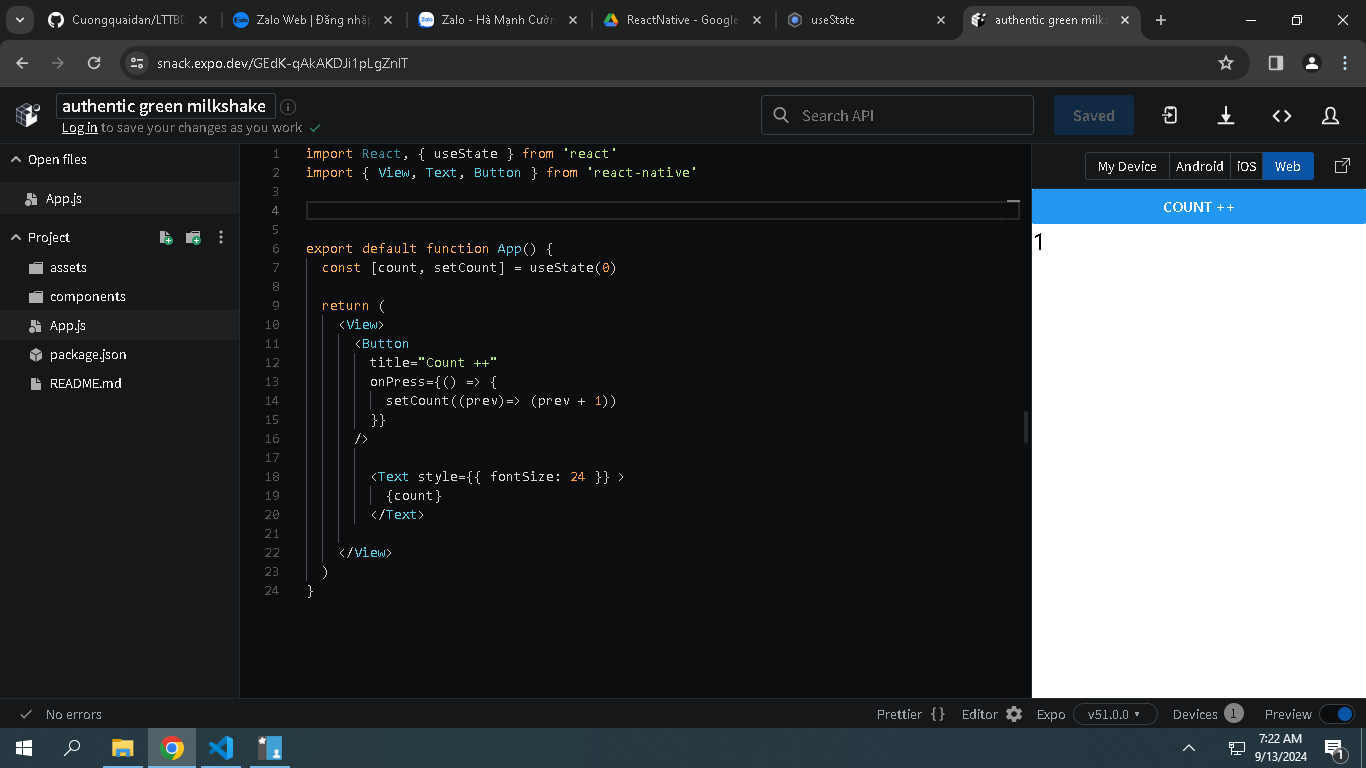 Cuongquaidan/LTTBD
Zalo Web | Đăng nhập
Zalo - Hà Mạnh Cườn
ReactNative - Google
useState
authentic green milks
snack.expo.dev/GEdK-qAkAKDJi1pLgZnIT
authentic green milkshake
Log in to save your changes as you work
Search API
Saved
Open files
App.js
Project
assets
components
App.js
package.json
README.md
1 import React, { useState } from 'react'
2 import { View, Text, Button } from 'react-native'
3
4
5
6 export default function App() {
7 const [count, setCount] = useState(0)
8
9 return (
10 <View>
11 <Button
12 title="Count ++"
13 onPress={() => {
14 setCount((prev)=> (prev + 1))
15 }}
16 />
17
18 <Text style={{ fontSize: 24 }} >
19 {count}
20 </Text>
21
22 </View>
23 )
24 }
My Device Android iOS Web
COUNT ++
1
No errors
Prettier {} Editor Expo v51.0.0 Devices 1 Preview
7:22 AM
9/13/2024
1